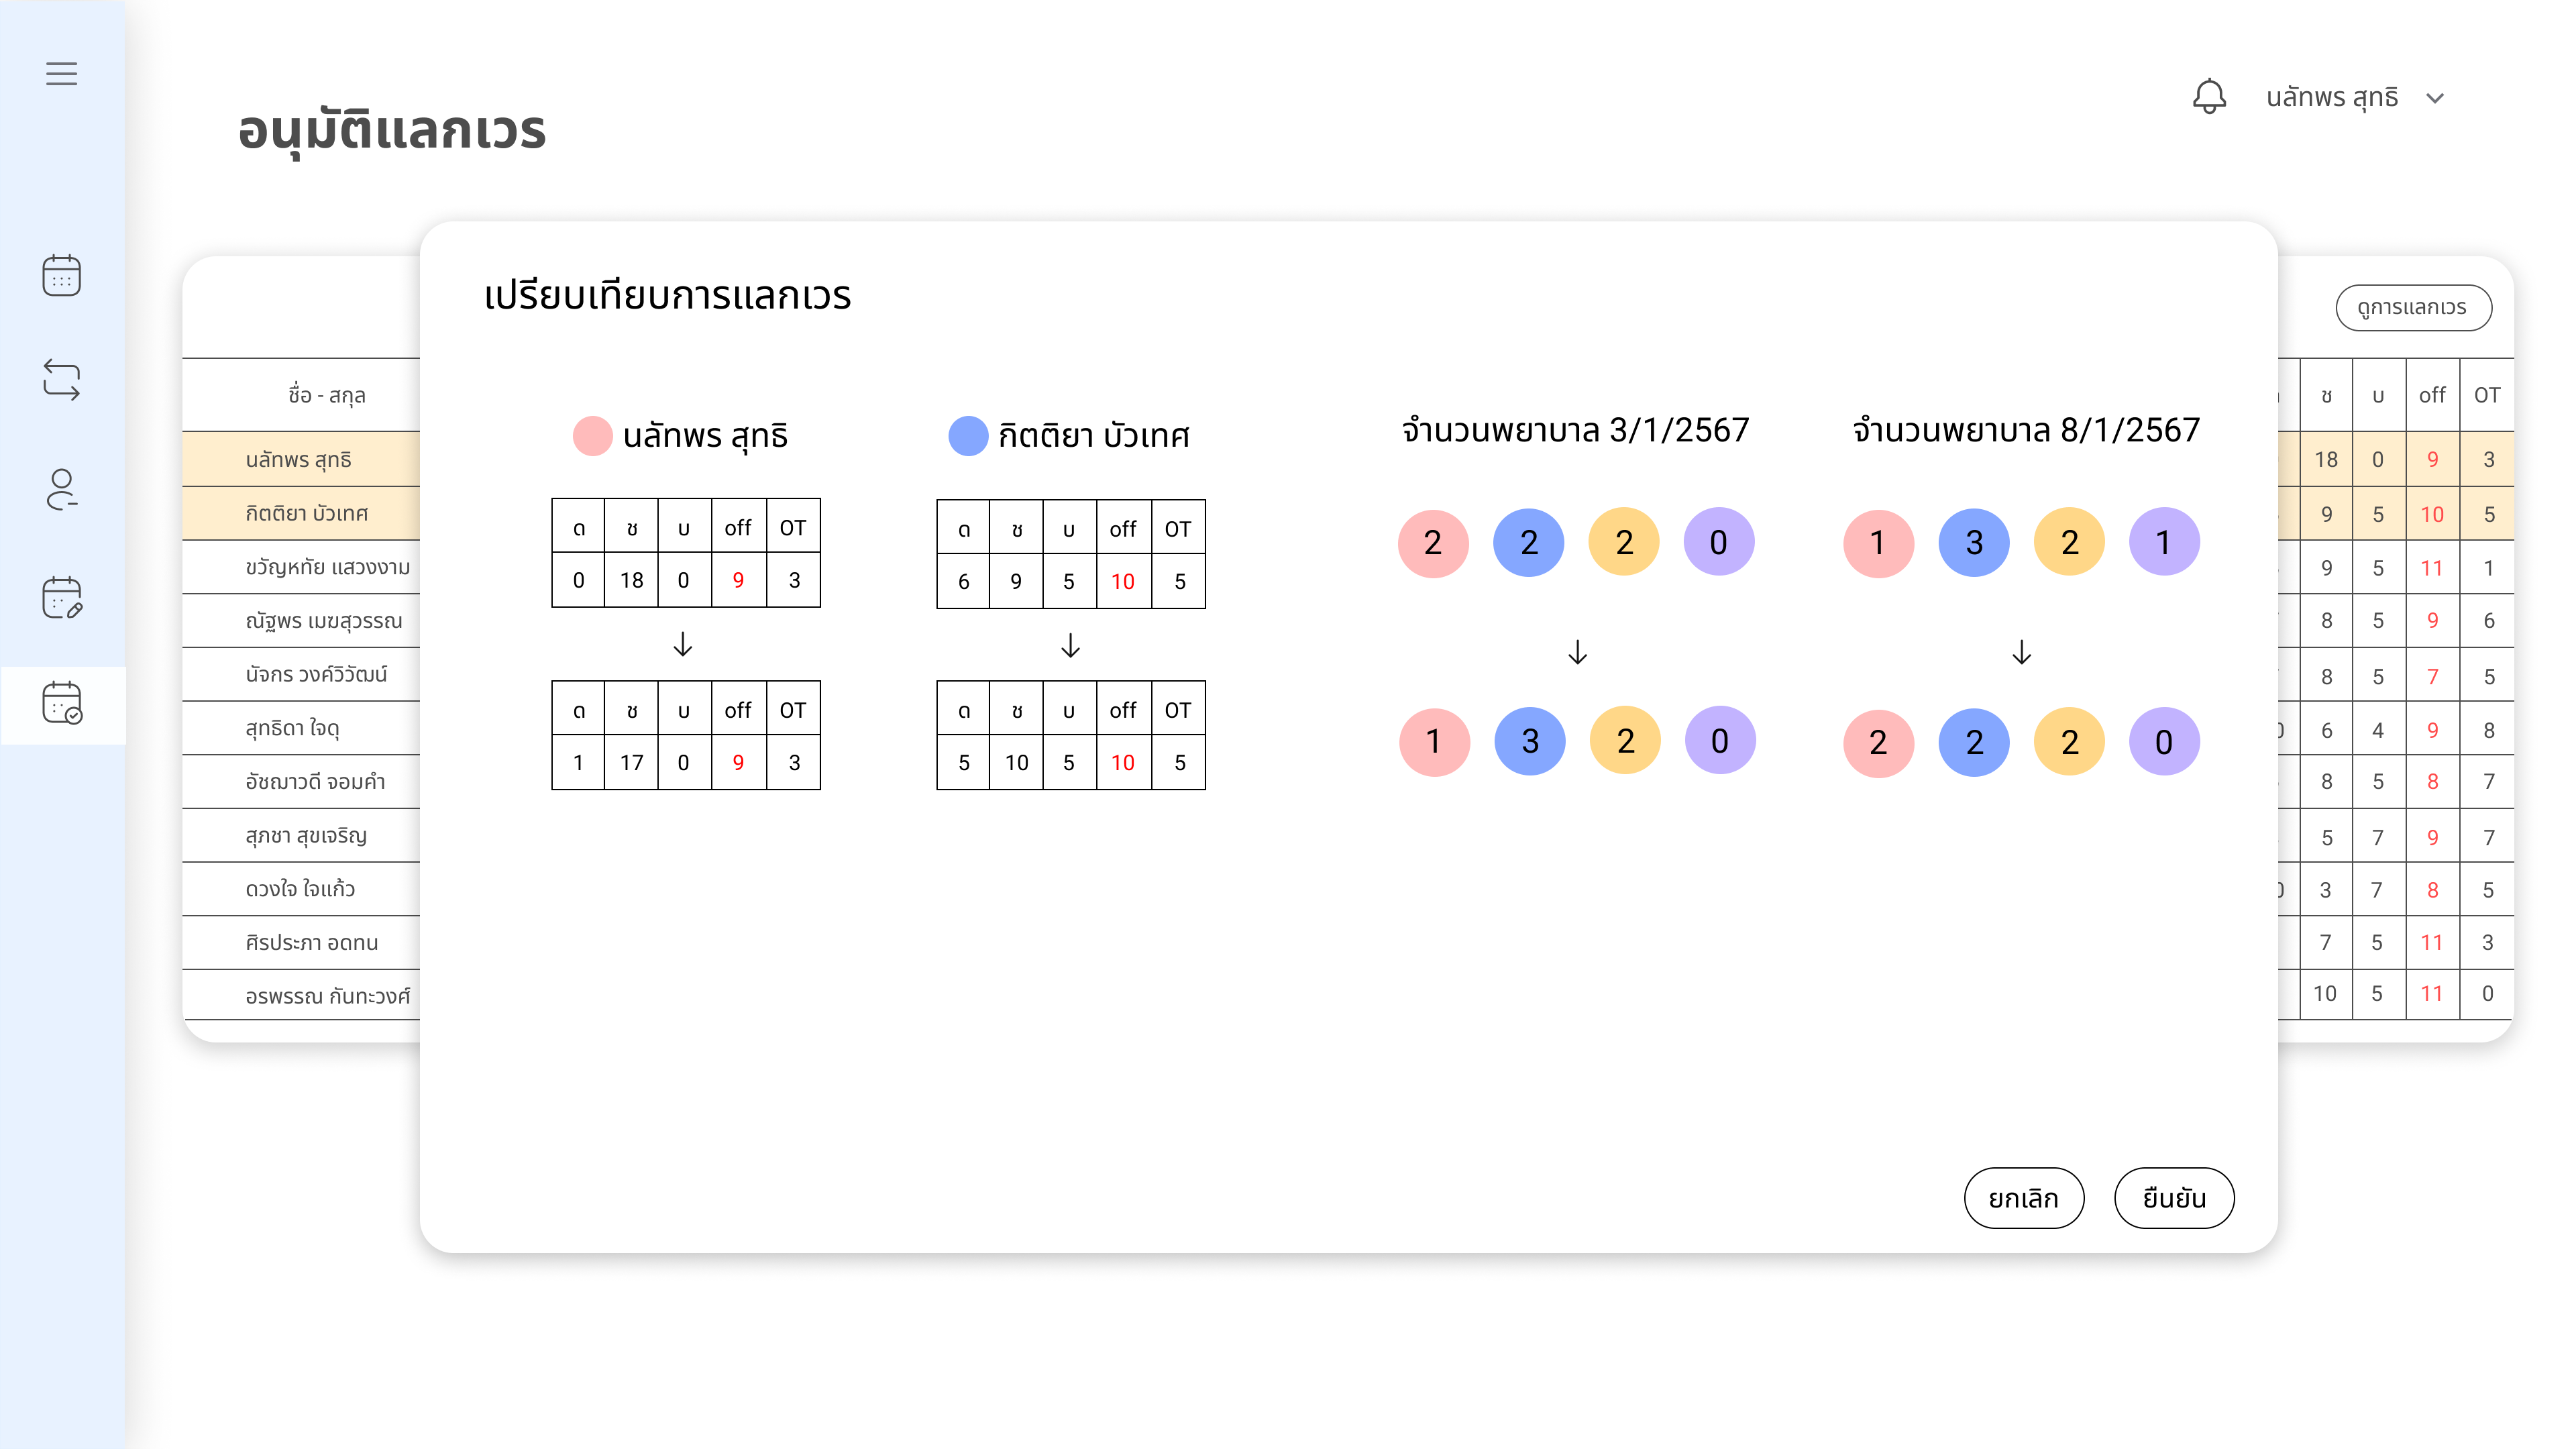 นลัทพร สุทธิ
อนุมัติแลกเวร
เปรียบเทียบการแลกเวร
ดูการแลกเวร
นลัทพร สุทธิ
กิตติยา บัวเทศ
จำนวนพยาบาล 3/1/2567
จำนวนพยาบาล 8/1/2567
ด ช บ off OT
0 18 0 9 3
ด ช บ off OT
6 9 5 10 5
2 2 2 0
1 3 2 1
ด ช บ off OT
1 17 0 9 3
ด ช บ off OT
5 10 5 10 5
1 3 2 0
2 2 2 0
ยกเลิก
ยืนยัน
ชื่อ - สกุล
ช บ off OT
นลัทพร สุทธิ
18 0 9 3
กิตติยา บัวเทศ
9 5 10 5
ขวัญหทัย แสวงงาม
9 5 11 1
ณัฐพร เมฆสุวรรณ
8 5 9 6
นัจกร วงค์วิวัฒน์
8 5 7 5
สุทธิดา ใจดุ
6 4 9 8
อัชฌาวดี จอมคำ
8 5 8 7
สุภชา สุขเจริญ
5 7 9 7
ดวงใจ ใจแก้ว
3 7 8 5
ศิรประภา อดทน
7 5 11 3
อรพรรณ กันทะวงศ์
10 5 11 0